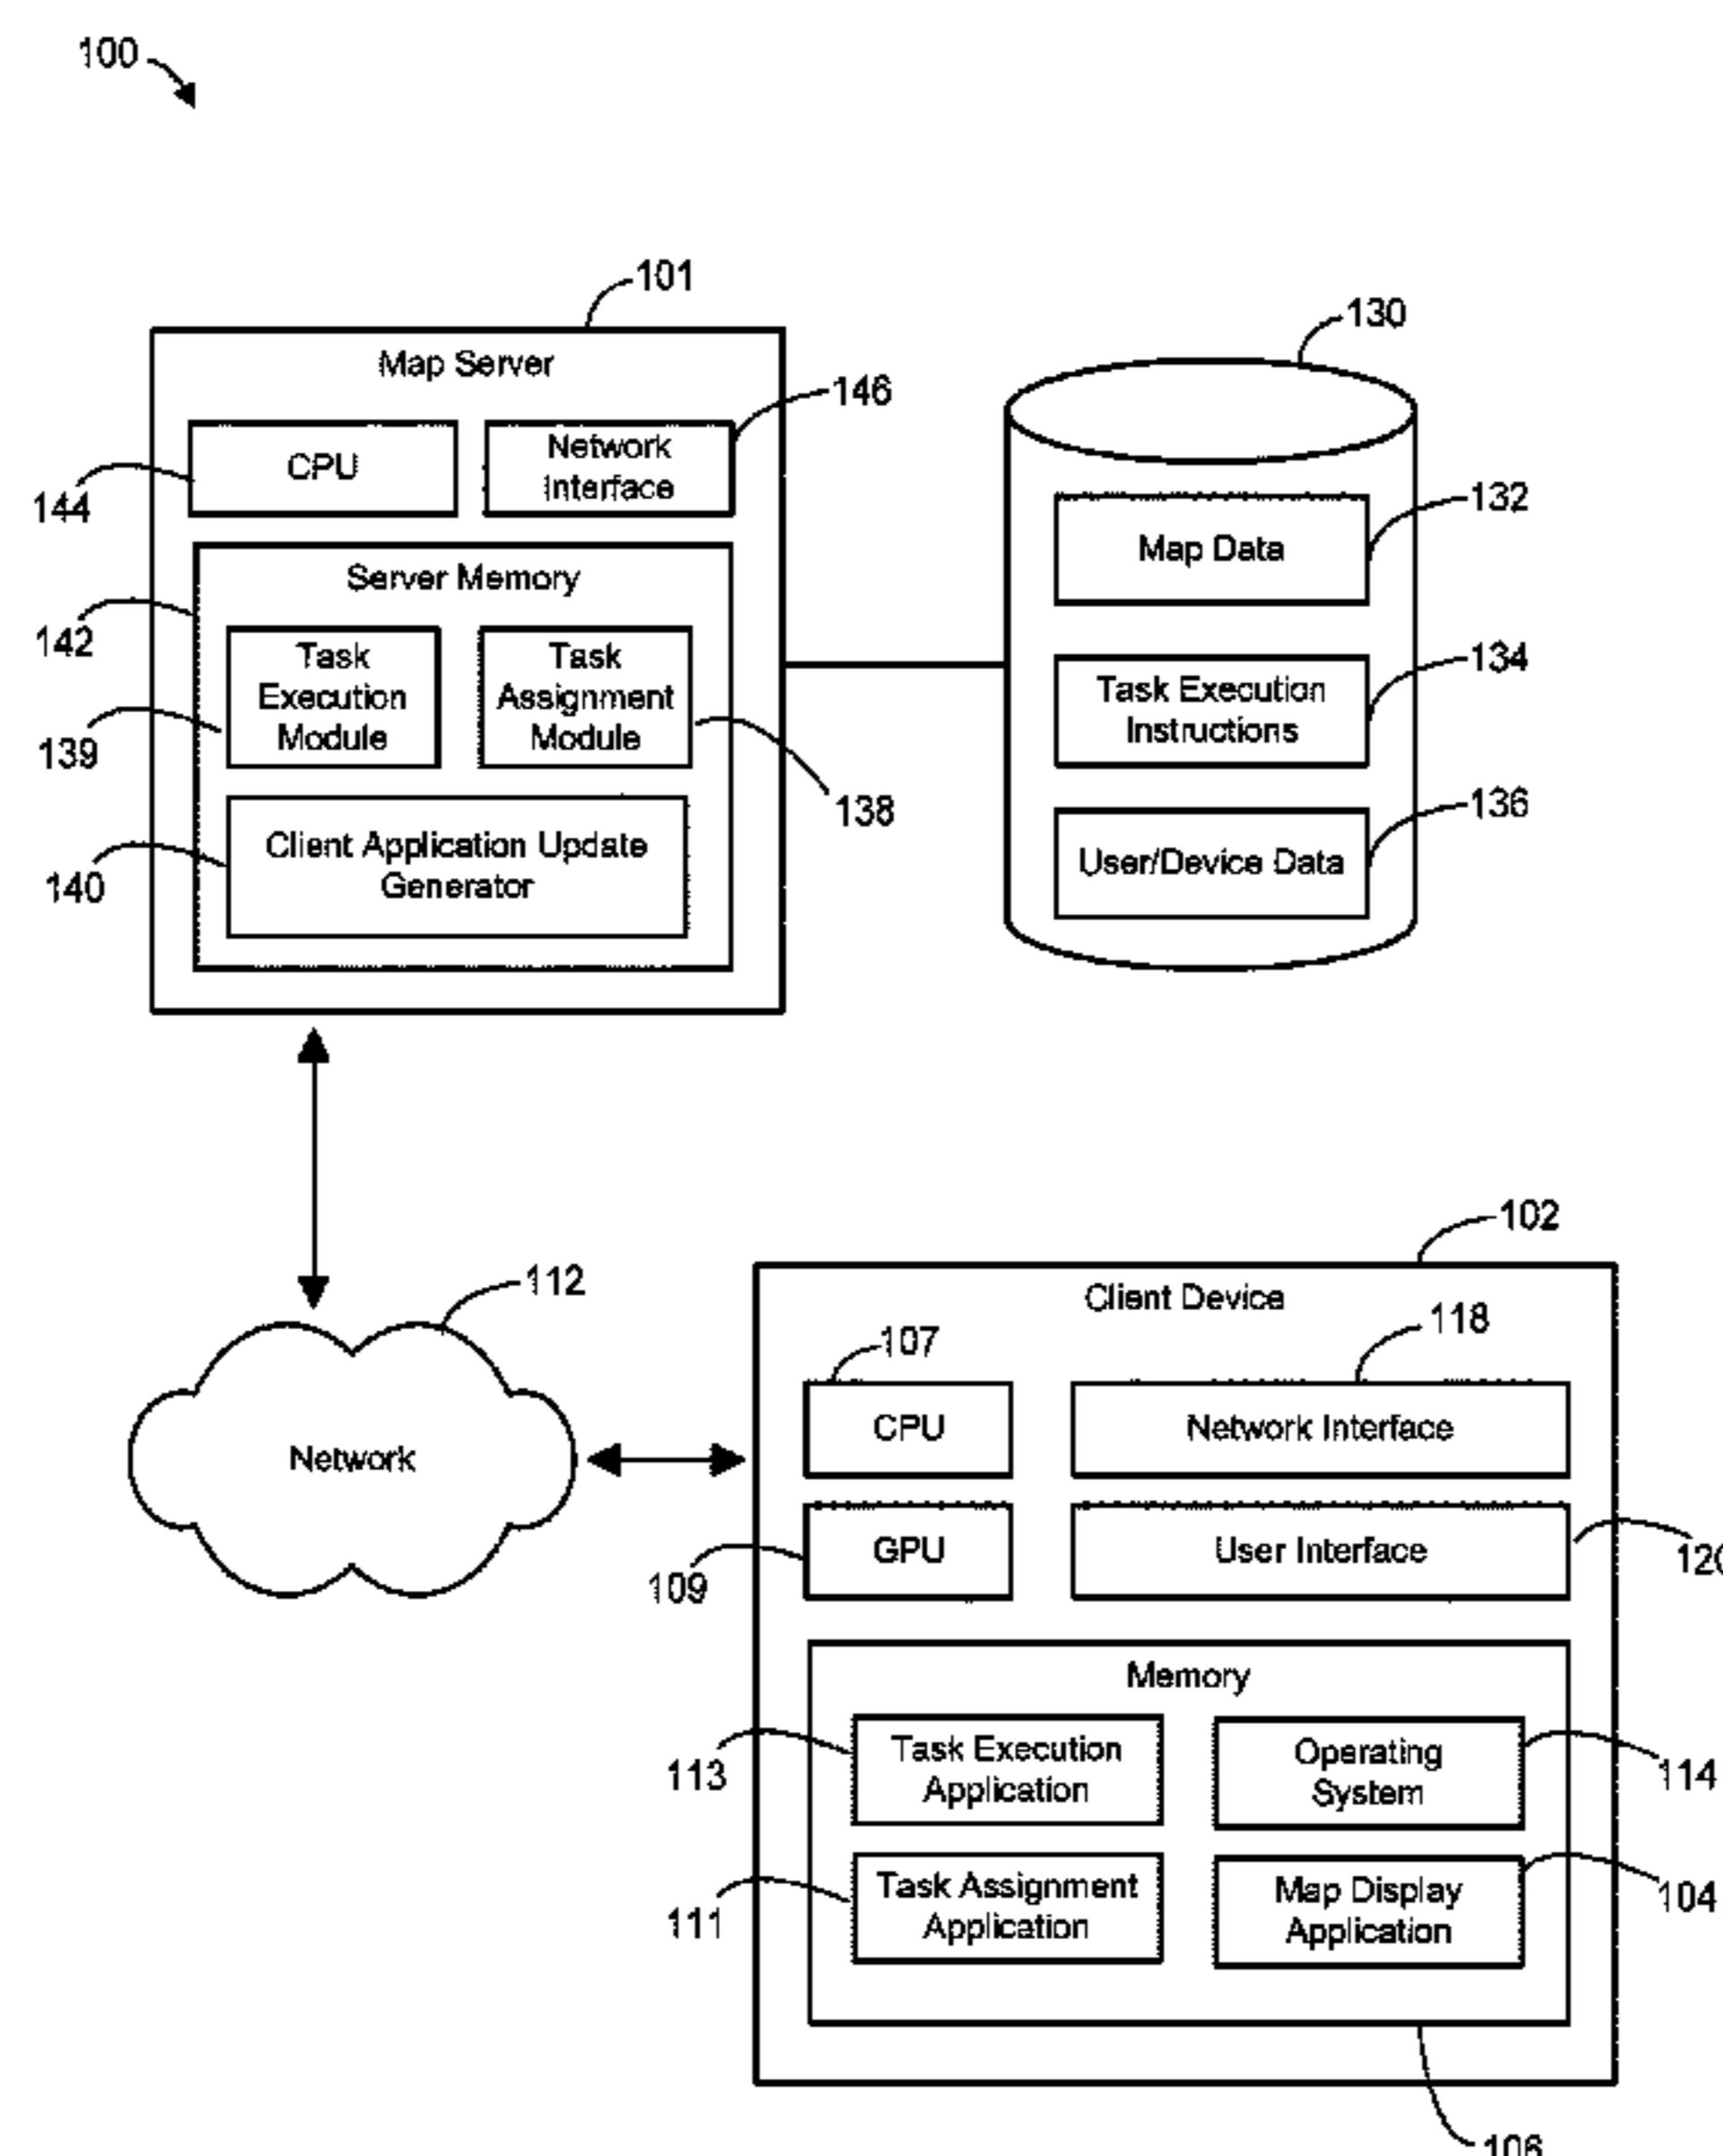 100
101
Map Server
130
146
CPU
Network
Interface
144
132
Map Data
Server Memory
142
Task
Execution
Module
Task
Assignment
Module
134
Task Execution
Instructions
139
138
136
User/Device Data
Client Application Update
Generator
140
102
112
Client Device
118
107
CPU
Network Interface
Network
GPU
User Interface
109
Memory
113
Task Execution
Application
Operating
System
114
111
Task Assignment
Application
Map Display
Application
104
106